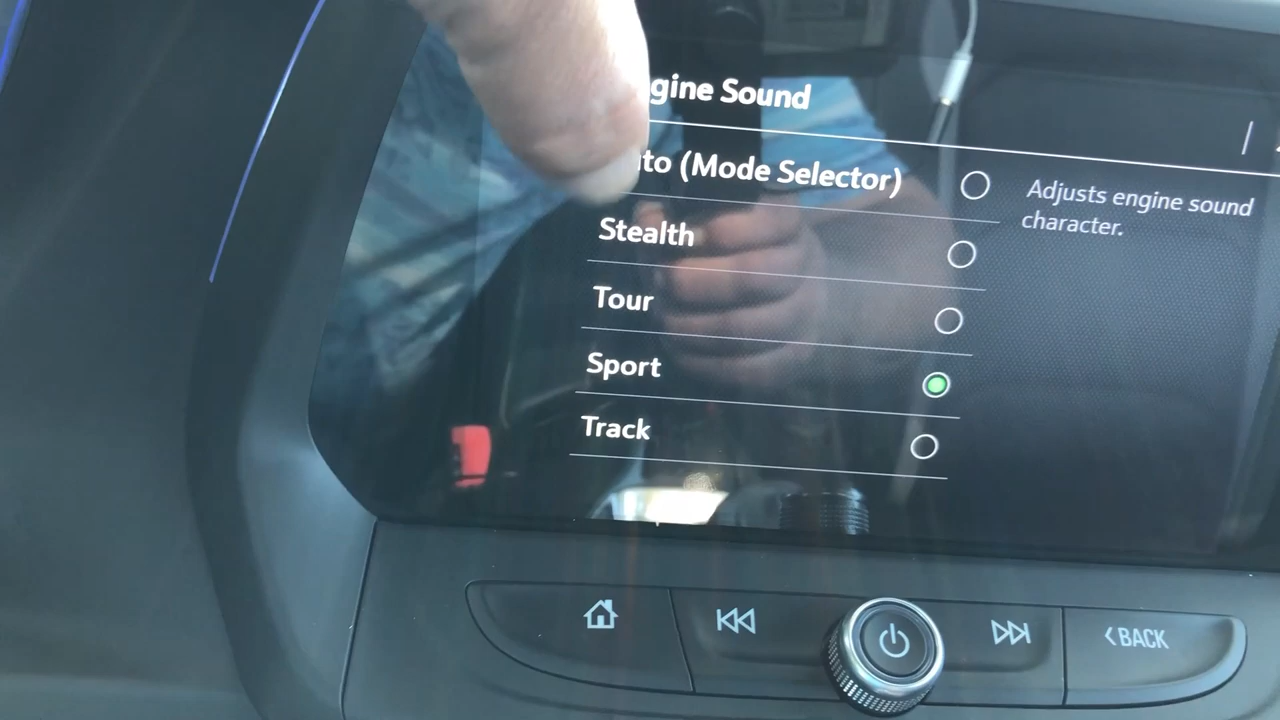 gine Sound
to (Mode Selector)
Adjusts engine sound
character.
Stealth
Tour
Sport
Track
BACK